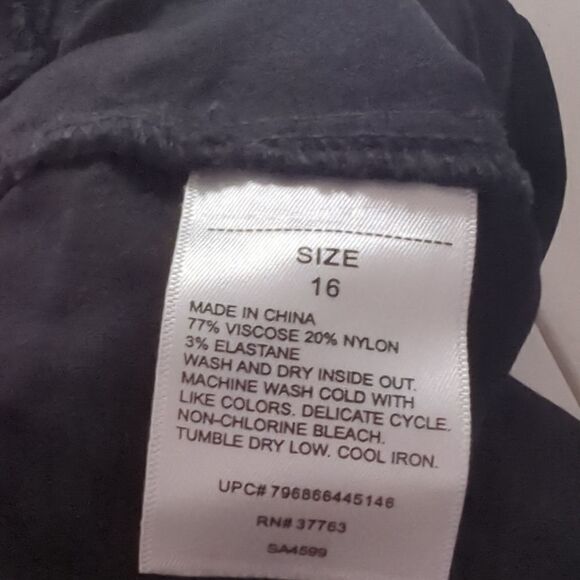 SIZE
16
MADE IN CHINA
77% VISCOSE 20% NYLON
3% ELASTANE
WASH AND DRY INSIDE OUT.
MACHINE WASH COLD WITH
LIKE COLORS. DELICATE CYCLE.
NON-CHLORINE BLEACH.
TUMBLE DRY LOW. COOL IRON.
UPC# 796866445146
RN# 37763
SA4599